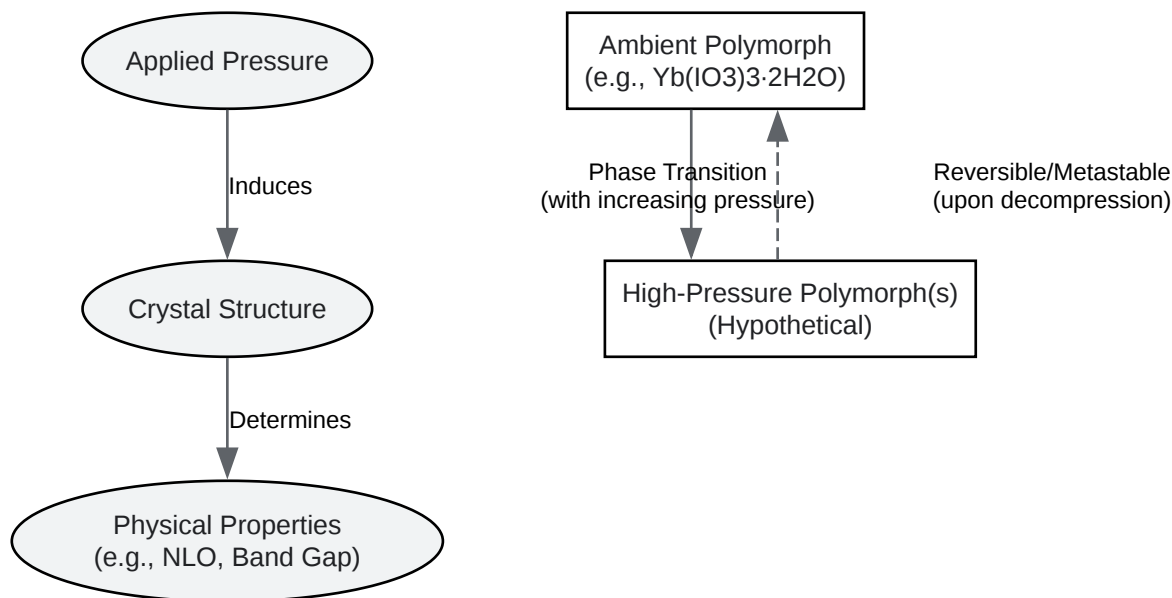 Applied Pressure
Induces
Crystal Structure
Determines
Physical Properties
(e.g., NLO, Band Gap)
Ambient Polymorph
(e.g., Yb(IO3)3·2H2O)
Phase Transition
(with increasing pressure)
Reversible/Metastable
(upon decompression)
High-Pressure Polymorph(s)
(Hypothetical)